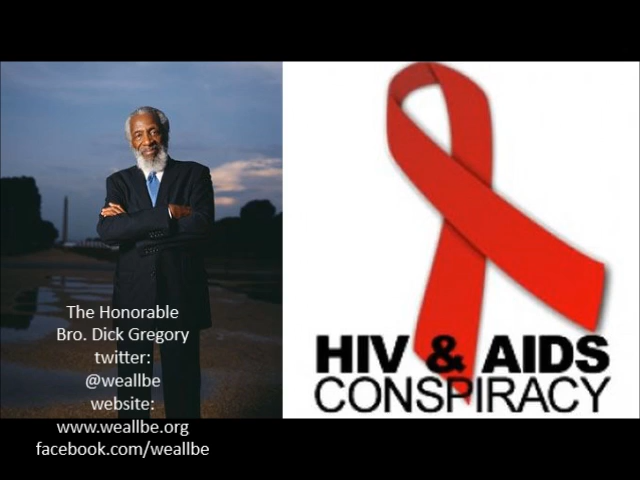 The Honorable
Bro. Dick Gregory
twitter:
@weallbe
website:
www.weallbe.org
facebook.com/weallbe
HIV & AIDS
CONSPIRACY